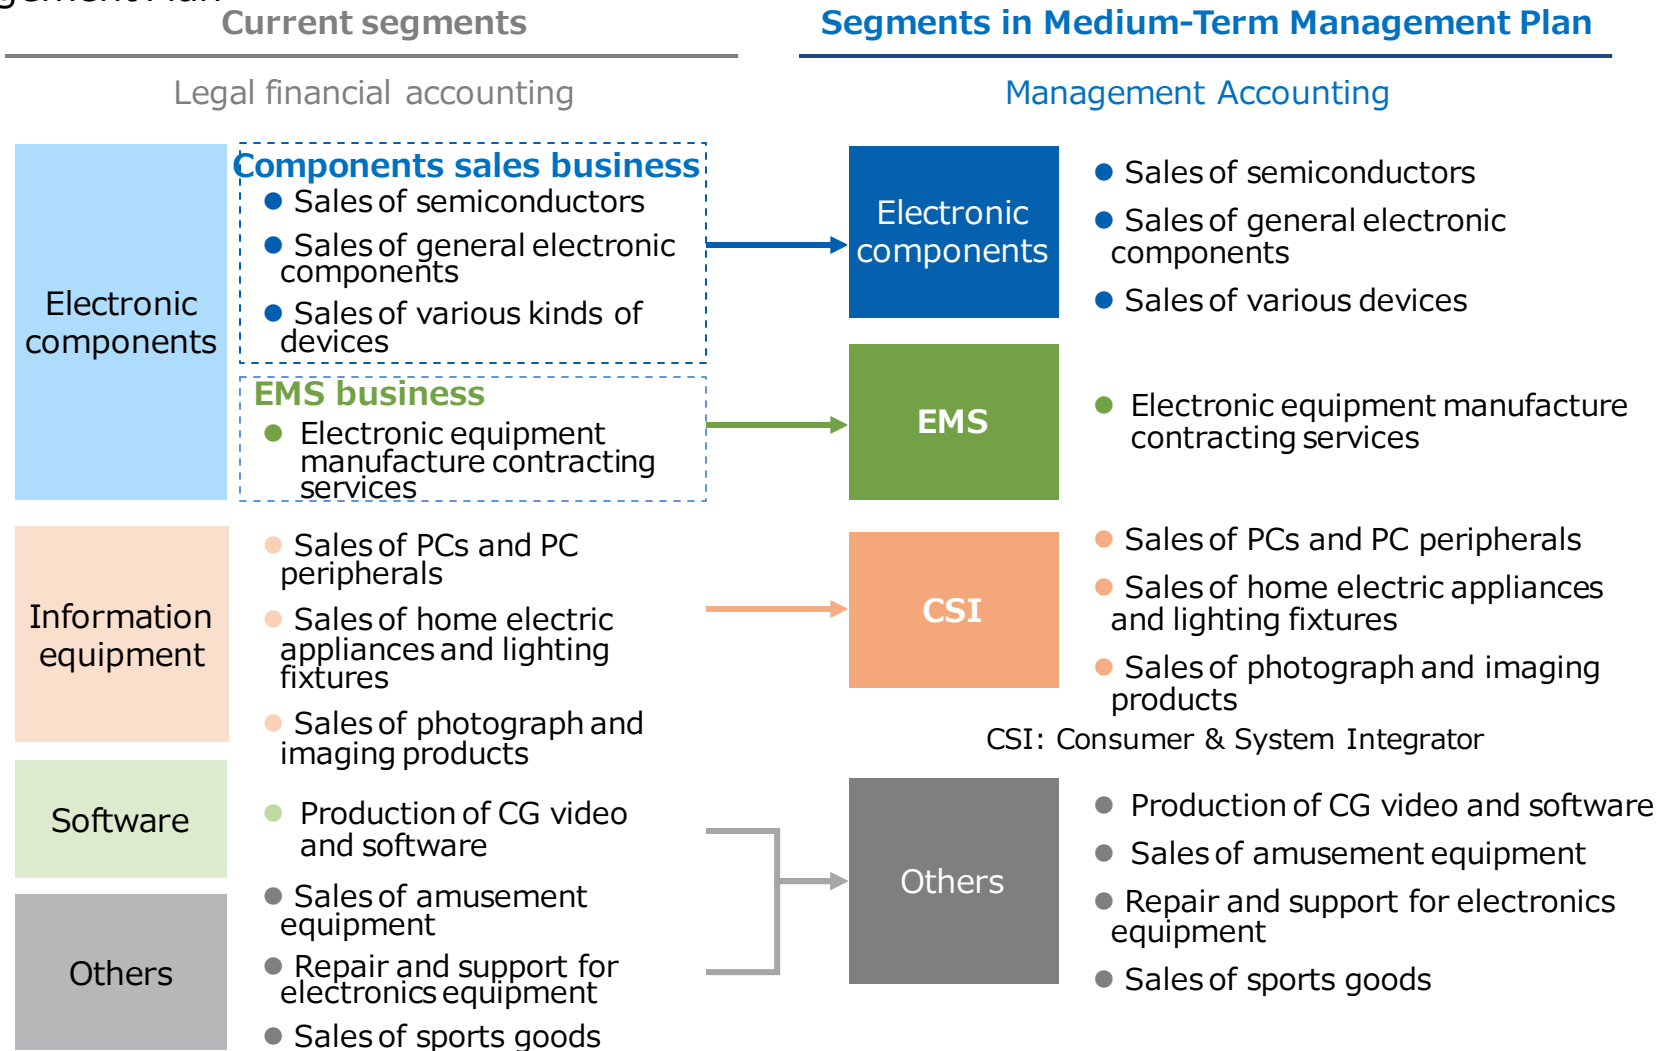 Current segments
Legal financial accounting
Electronic
components
Components sales business
● Sales of semiconductors
● Sales of general electronic
components
● Sales of various kinds of
devices
EMS business
● Electronic equipment
manufacture contracting
services
Information
equipment
● Sales of PCs and PC
peripherals
● Sales of home electric
appliances and lighting
fixtures
● Sales of photograph and
imaging products
Software
● Production of CG video
and software
Others
● Sales of amusement
equipment
● Repair and support for
electronics equipment
● Sales of sports goods
Segments in Medium-Term Management Plan
Management Accounting
Electronic
components
● Sales of semiconductors
● Sales of general electronic
components
● Sales of various devices
EMS
● Electronic equipment manufacture
contracting services
CSI
● Sales of PCs and PC peripherals
● Sales of home electric appliances
and lighting fixtures
● Sales of photograph and imaging
products
CSI: Consumer & System Integrator
Others
● Production of CG video and software
● Sales of amusement equipment
● Repair and support for electronics
equipment
● Sales of sports goods